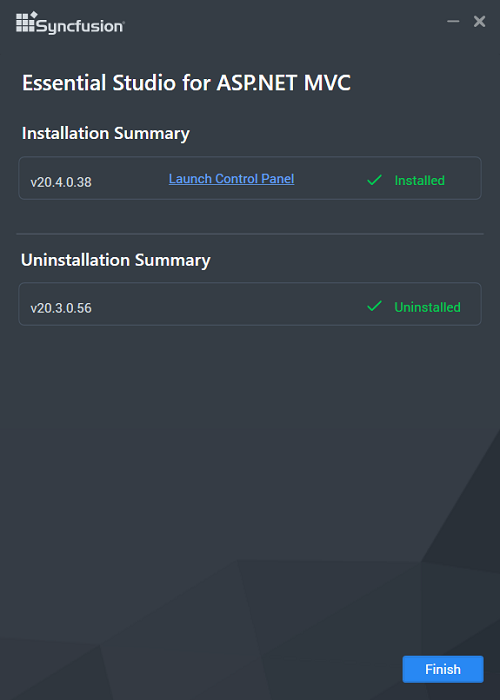 Syncfusion®
Essential Studio for ASP.NET MVC
Installation Summary
v20.4.0.38 Launch Control Panel Installed
Uninstallation Summary
v20.3.0.56 Uninstalled
Finish